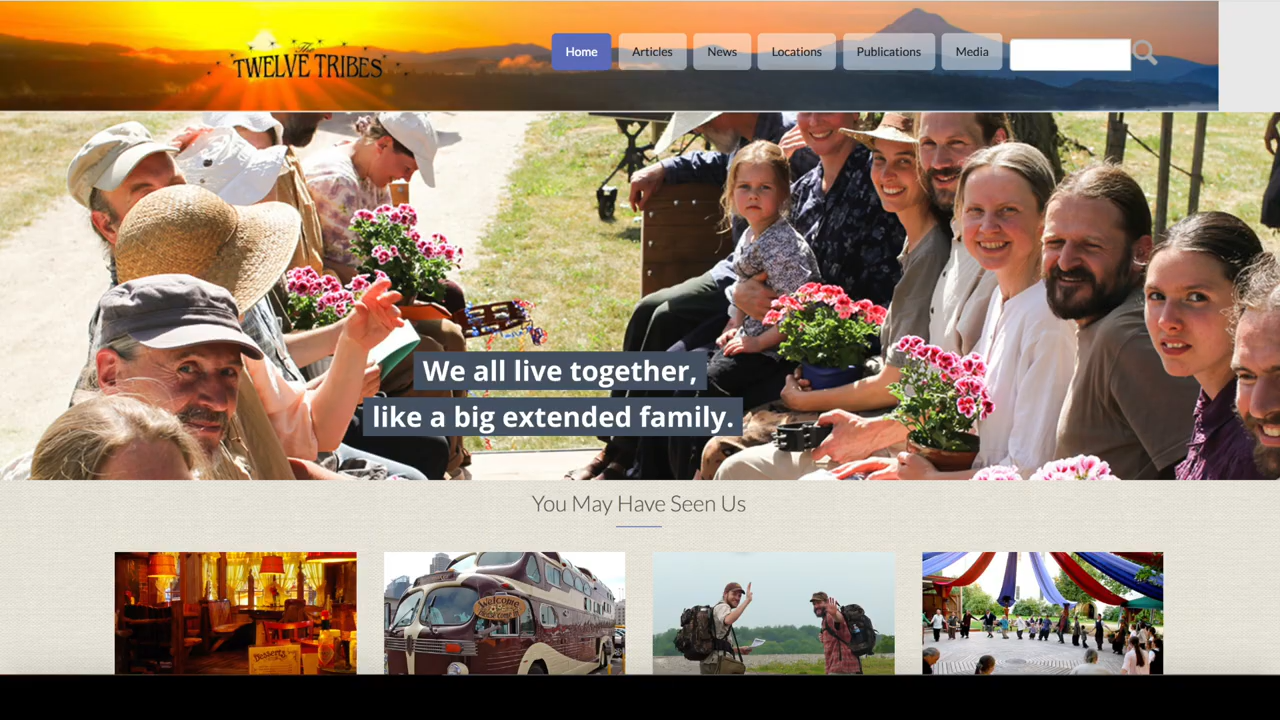 The
TWELVE TRIBES
Home
Articles
News
Locations
Publications
Media
We all live together,
like a big extended family.
You May Have Seen Us
Welcome
Desserts